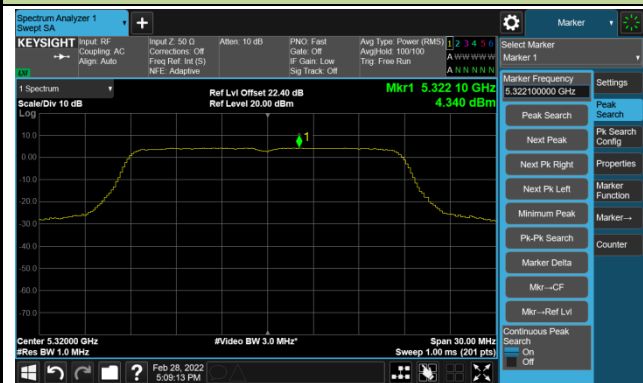 Spectrum Analyzer 1
Swept SA
Marker
KEYSIGHT
Input: RF
Coupling: AC
Align: Auto
Input Z: 50 Ω
Corrections: Off
Freq Ref: Int (S)
NFE: Adaptive
Atten: 10 dB
PNO: Fast
Gate: Off
IF Gain: Low
Sig Track: Off
Avg Type: Power (RMS)
Avg|Hold: 100/100
Trig: Free Run
1 2 3 4 5 6
A W W W W W
A N N N N N
LXI
Select Marker
Marker 1
1 Spectrum
Scale/Div 10 dB
Log
Ref Lvl Offset 22.40 dB
Ref Level 20.00 dBm
Mkr1 5.322 10 GHz
4.340 dBm
1
10.0
0.00
-10.0
-20.0
-30.0
-40.0
-50.0
-60.0
-70.0
Center 5.32000 GHz
#Res BW 1.0 MHz
#Video BW 3.0 MHz*
Span 30.00 MHz
Sweep 1.00 ms (201 pts)
Marker Frequency
5.322100000 GHz
Peak Search
Next Peak
Next Pk Right
Next Pk Left
Minimum Peak
Pk-Pk Search
Marker Delta
Mkr→CF
Mkr→Ref Lvl
Continuous Peak
Search
On
Off
Settings
Peak
Search
Pk Search
Config
Properties
Marker
Function
Marker→
Counter
Feb 28, 2022
5:09:13 PM